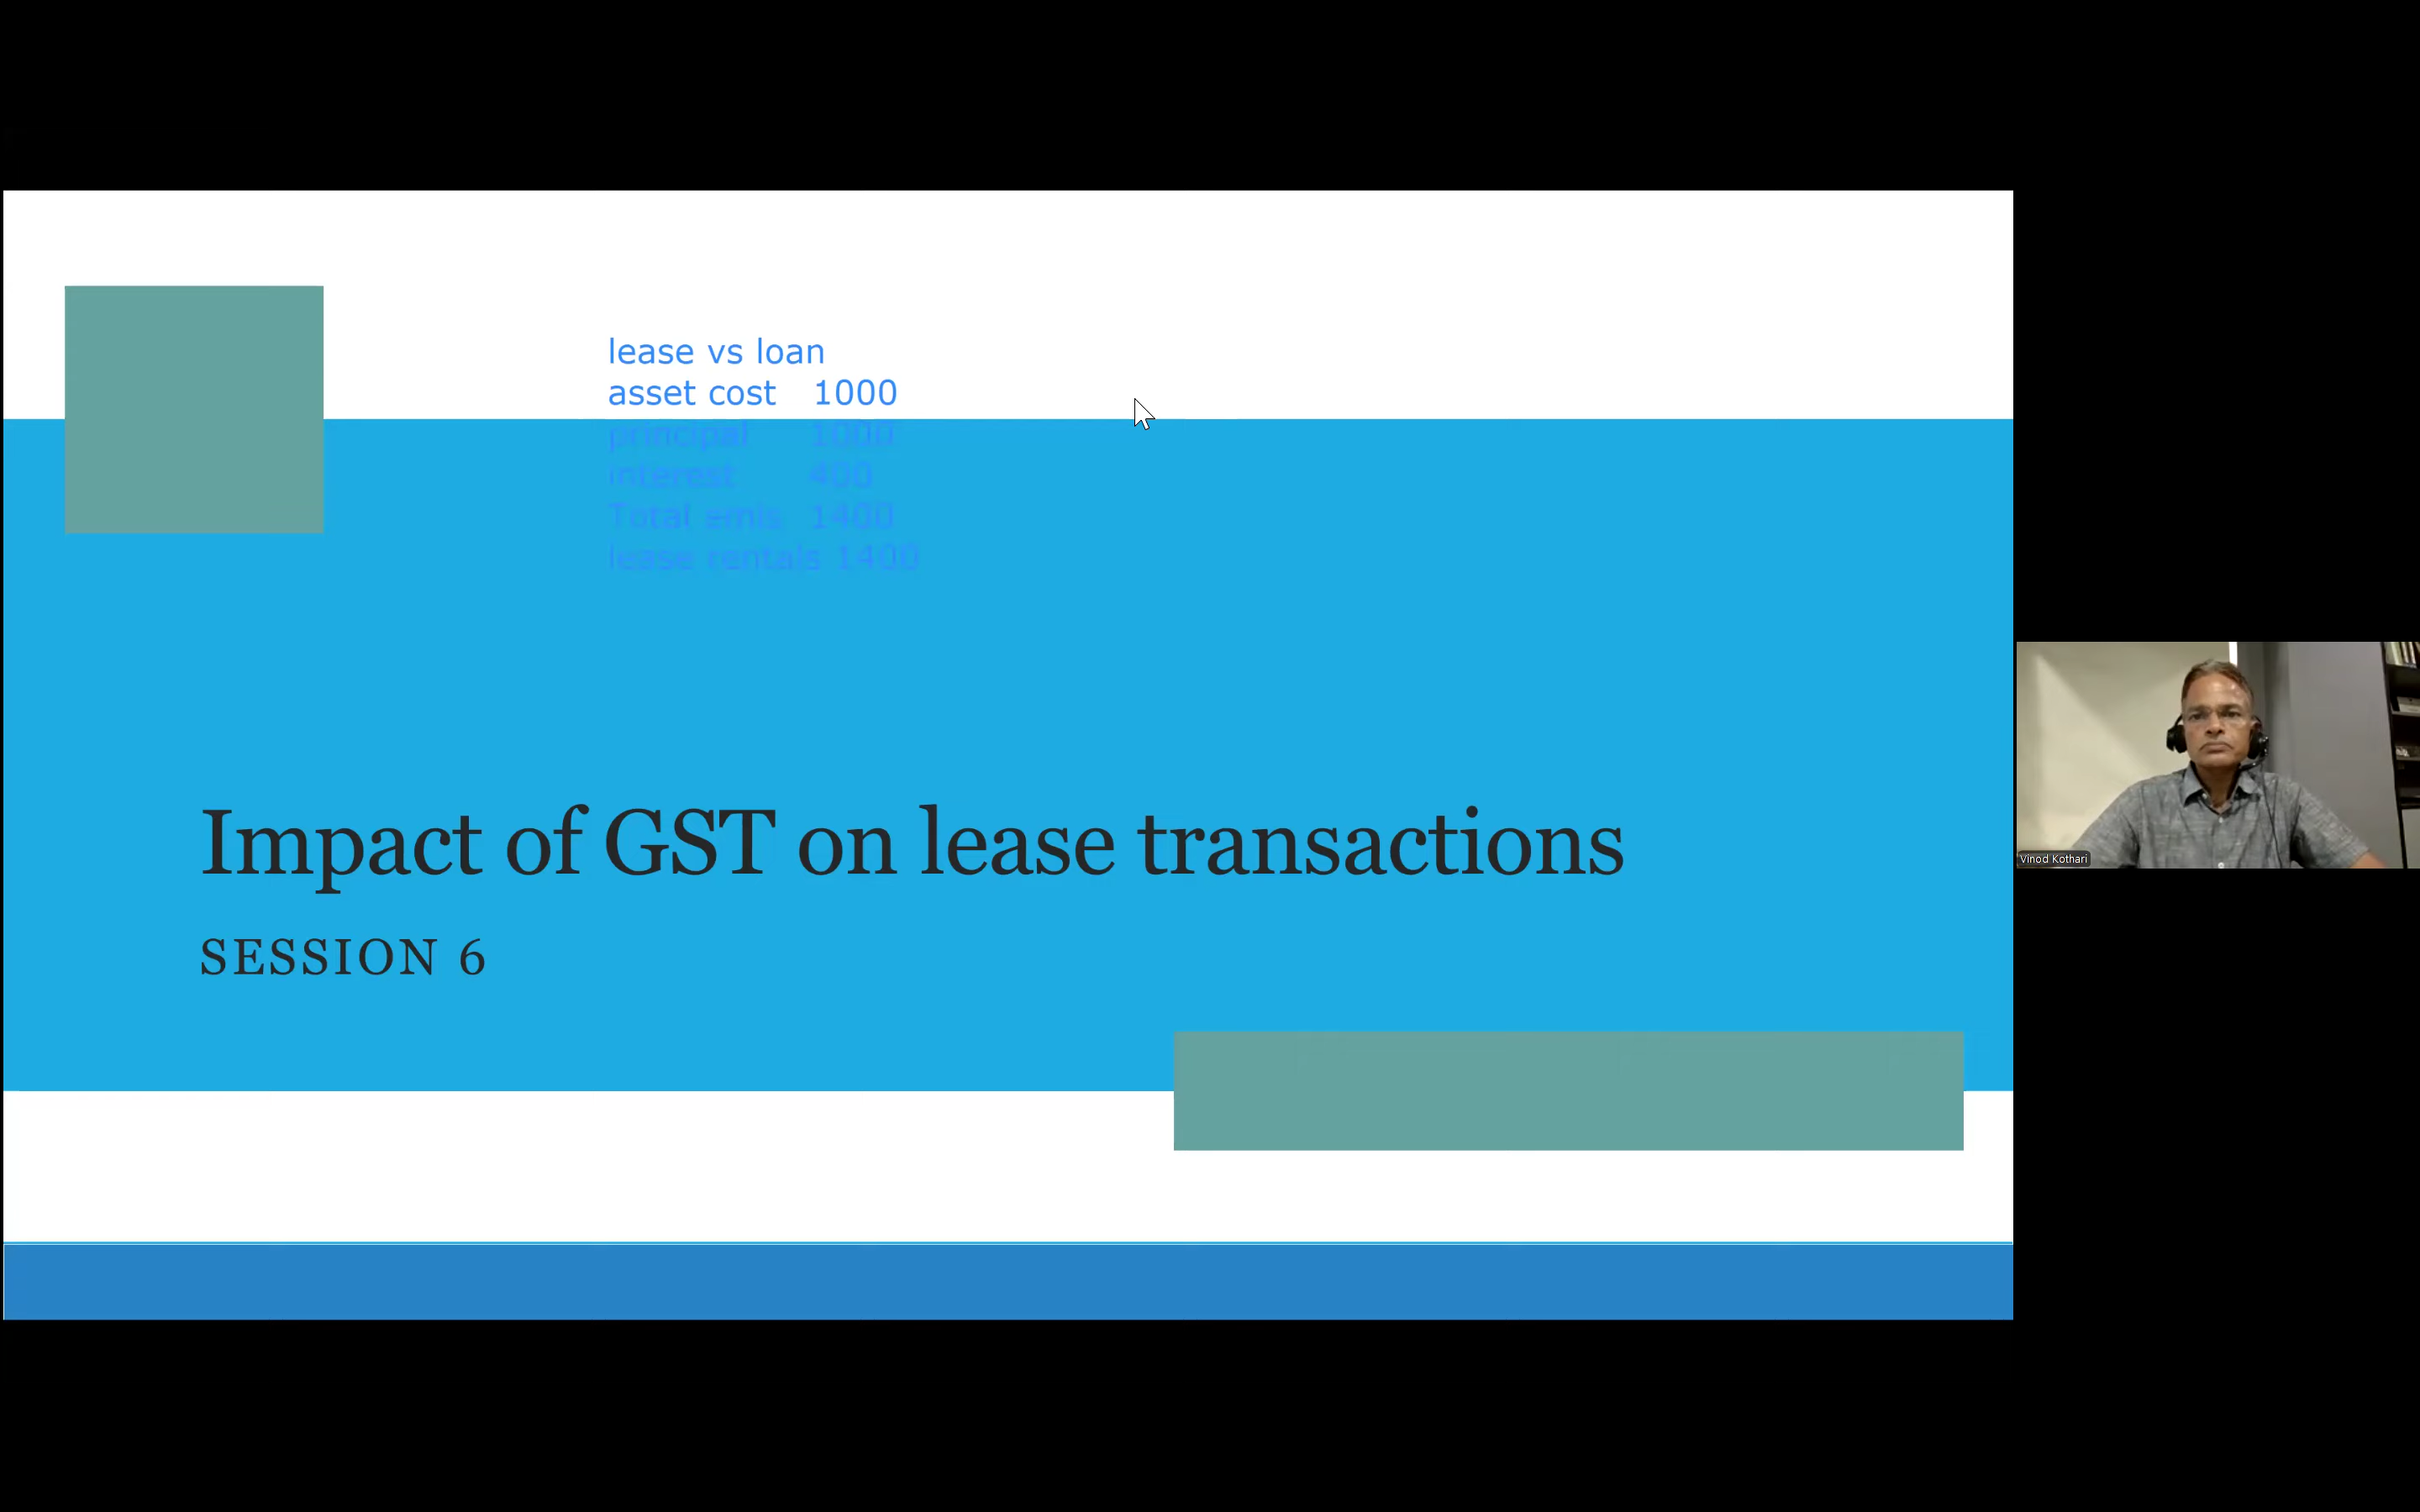 lease vs loan
asset cost 1000
principal 1000
interest 400
Total emis 1400
lease rentals 1400
Impact of GST on lease transactions
SESSION 6
Vinod Kothari